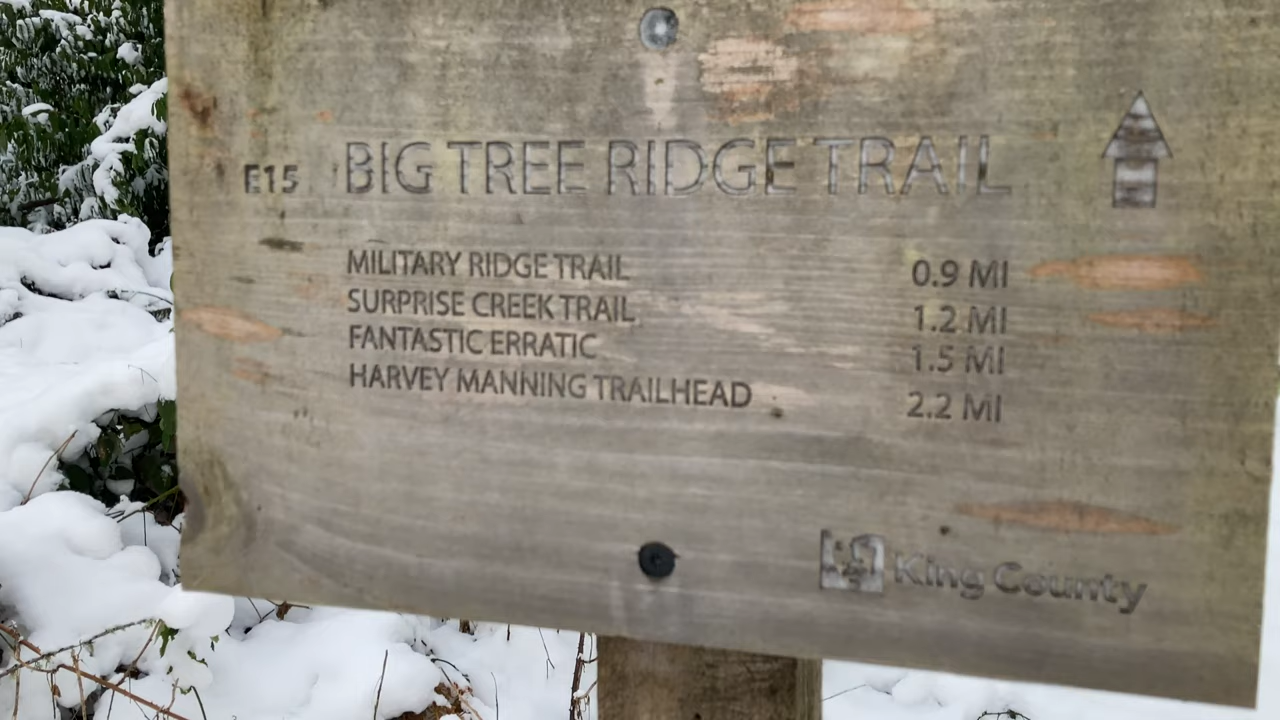 E15 BIG TREE RIDGE TRAIL
MILITARY RIDGE TRAIL 0.9 MI
SURPRISE CREEK TRAIL 1.2 MI
FANTASTIC ERRATIC 1.5 MI
HARVEY MANNING TRAILHEAD 2.2 MI
King County